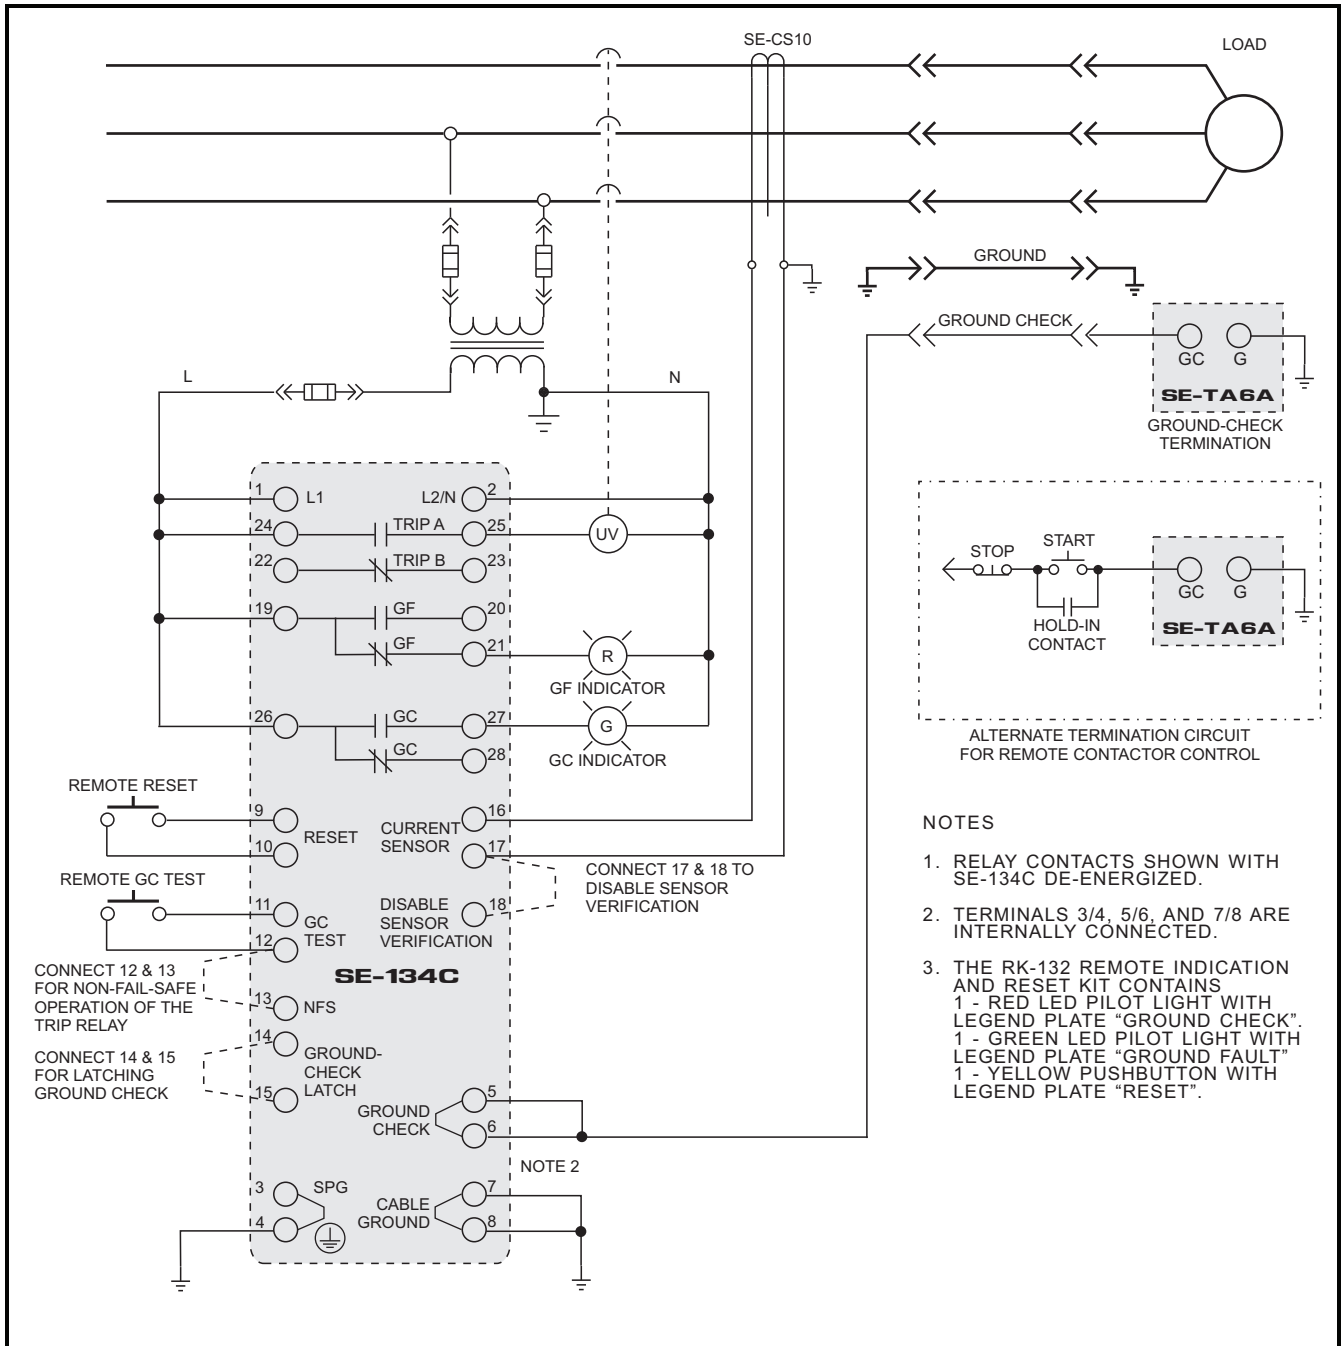 SE-CS10
LOAD
GROUND
GROUND CHECK
GC G
SE-TA6A
GROUND-CHECK
TERMINATION
L
N
1 L1 L2/N 2
24 TRIP A 25
UV
22 TRIP B 23
19 GF 20
GF 21
R
GF INDICATOR
26 GC 27
G
GC 28
GC INDICATOR
STOP
START
HOLD-IN
CONTACT
GC G
SE-TA6A
ALTERNATE TERMINATION CIRCUIT
FOR REMOTE CONTACTOR CONTROL
REMOTE RESET
9
10
RESET
CURRENT
SENSOR
16
17
REMOTE GC TEST
11
12
GC
TEST
DISABLE
SENSOR
VERIFICATION
18
CONNECT 17 & 18 TO
DISABLE SENSOR
VERIFICATION
SE-134C
CONNECT 12 & 13
FOR NON-FAIL-SAFE
OPERATION OF THE
TRIP RELAY
13 NFS
14
CONNECT 14 & 15
FOR LATCHING
GROUND CHECK
GROUND-
CHECK
LATCH
15
GROUND
CHECK
5
6
NOTE 2
3 SPG
4
CABLE
GROUND
7
8
NOTES
1. RELAY CONTACTS SHOWN WITH
SE-134C DE-ENERGIZED.
2. TERMINALS 3/4, 5/6, AND 7/8 ARE
INTERNALLY CONNECTED.
3. THE RK-132 REMOTE INDICATION
AND RESET KIT CONTAINS
1 - RED LED PILOT LIGHT WITH
LEGEND PLATE “GROUND CHECK”.
1 - GREEN LED PILOT LIGHT WITH
LEGEND PLATE “GROUND FAULT”
1 - YELLOW PUSHBUTTON WITH
LEGEND PLATE “RESET”.